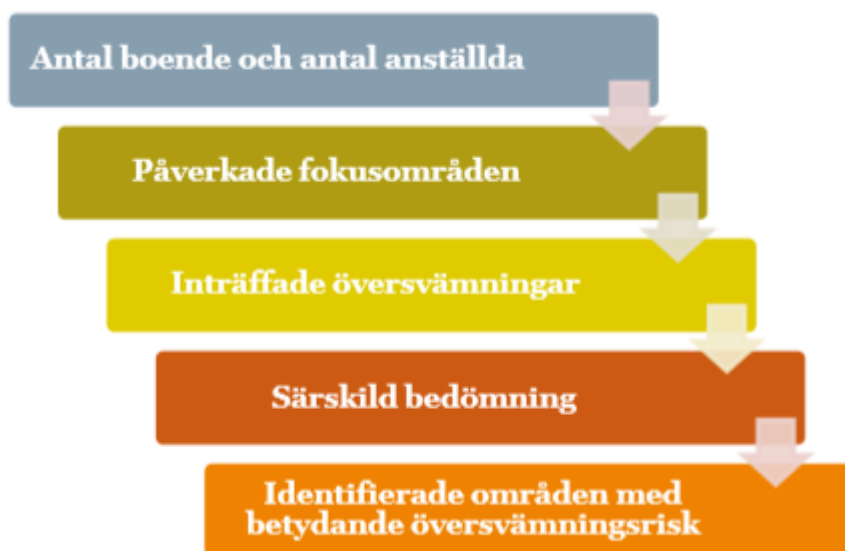 Antal boende och antal anställda
Påverkade fokusområden
Inträffade översvämningar
Särskild bedömning
Identifierade områden med
betydande översvämningsrisk